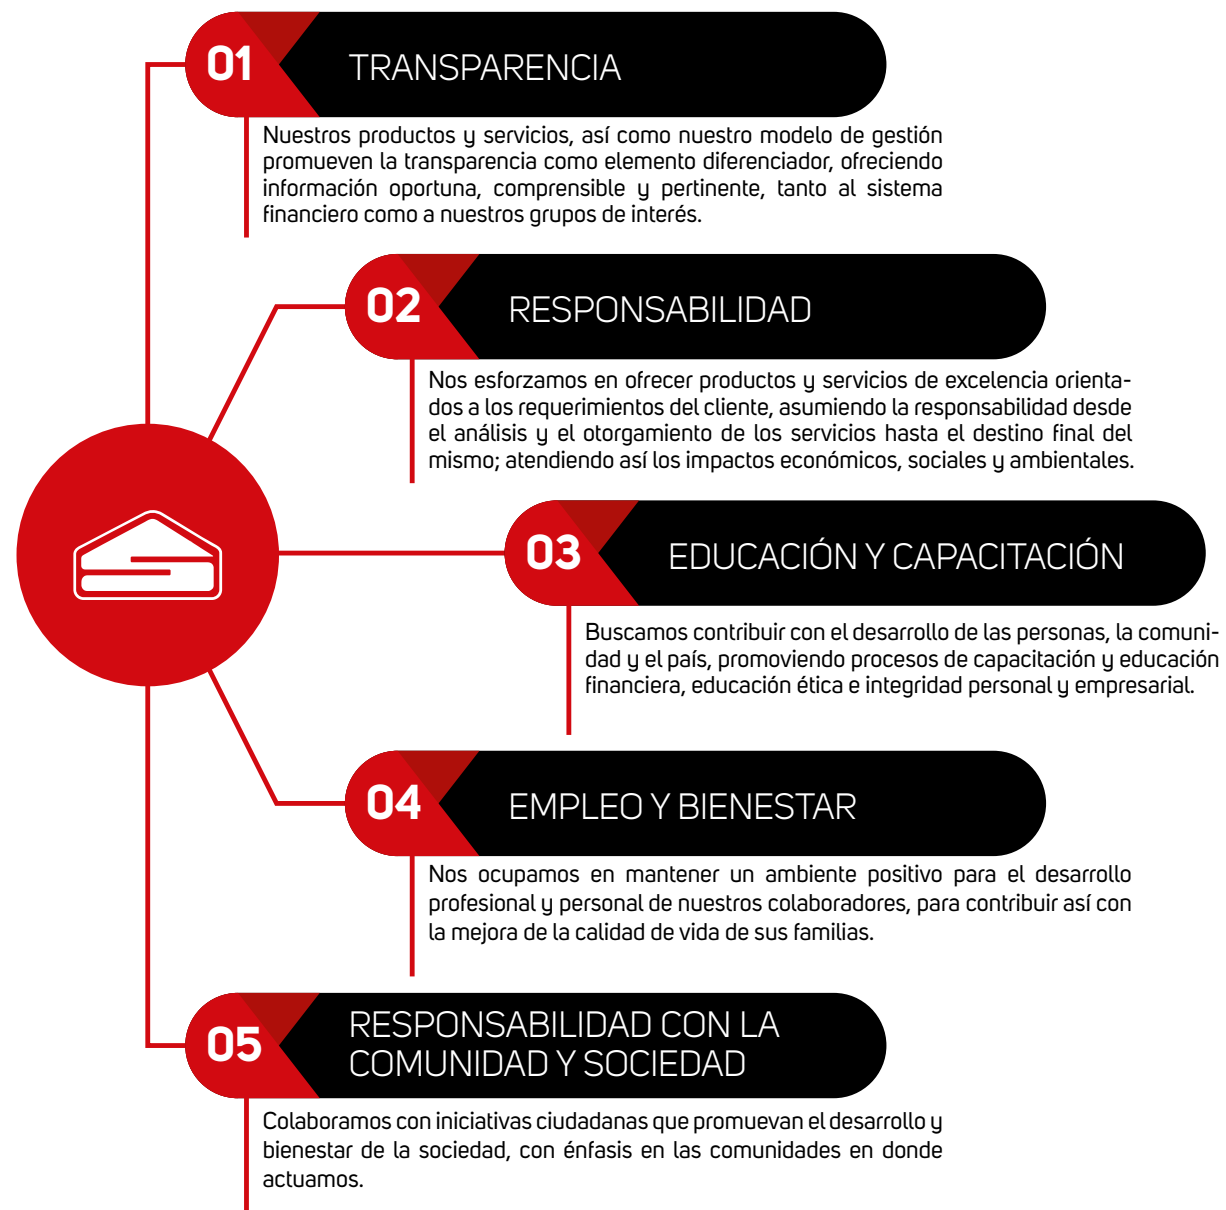 01
TRANSPARENCIA
Nuestros productos y servicios, así como nuestro modelo de gestión
promueven la transparencia como elemento diferenciador, ofreciendo
información oportuna, comprensible y pertinente, tanto al sistema
financiero como a nuestros grupos de interés.
02
RESPONSABILIDAD
Nos esforzamos en ofrecer productos y servicios de excelencia orienta-
dos a los requerimientos del cliente, asumiendo la responsabilidad desde
el análisis y el otorgamiento de los servicios hasta el destino final del
mismo; atendiendo así los impactos económicos, sociales y ambientales.
03
EDUCACIÓN Y CAPACITACIÓN
Buscamos contribuir con el desarrollo de las personas, la comuni-
dad y el país, promoviendo procesos de capacitación y educación
financiera, educación ética e integridad personal y empresarial.
04
EMPLEO Y BIENESTAR
Nos ocupamos en mantener un ambiente positivo para el desarrollo
profesional y personal de nuestros colaboradores, para contribuir así con
la mejora de la calidad de vida de sus familias.
05
RESPONSABILIDAD CON LA
COMUNIDAD Y SOCIEDAD
Colaboramos con iniciativas ciudadanas que promuevan el desarrollo y
bienestar de la sociedad, con énfasis en las comunidades en donde
actuamos.